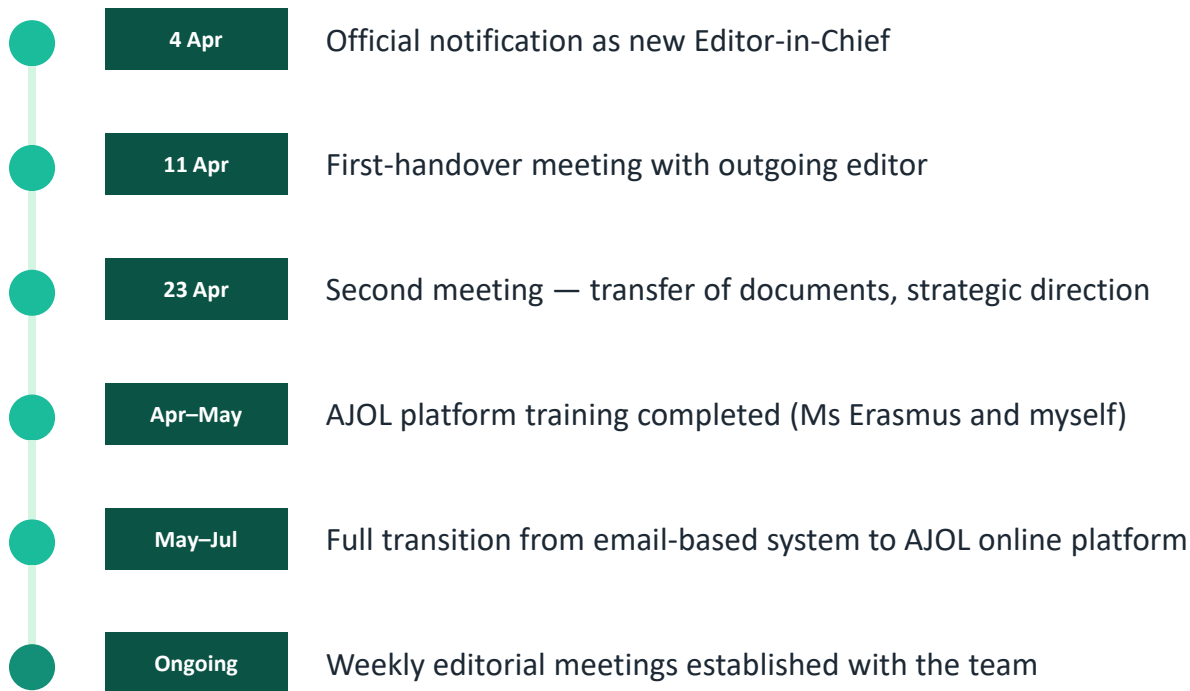 4 Apr
Official notification as new Editor-in-Chief
11 Apr
First-handover meeting with outgoing editor
23 Apr
Second meeting — transfer of documents, strategic direction
Apr–May
AJOL platform training completed (Ms Erasmus and myself)
May–Jul
Full transition from email-based system to AJOL online platform
Ongoing
Weekly editorial meetings established with the team